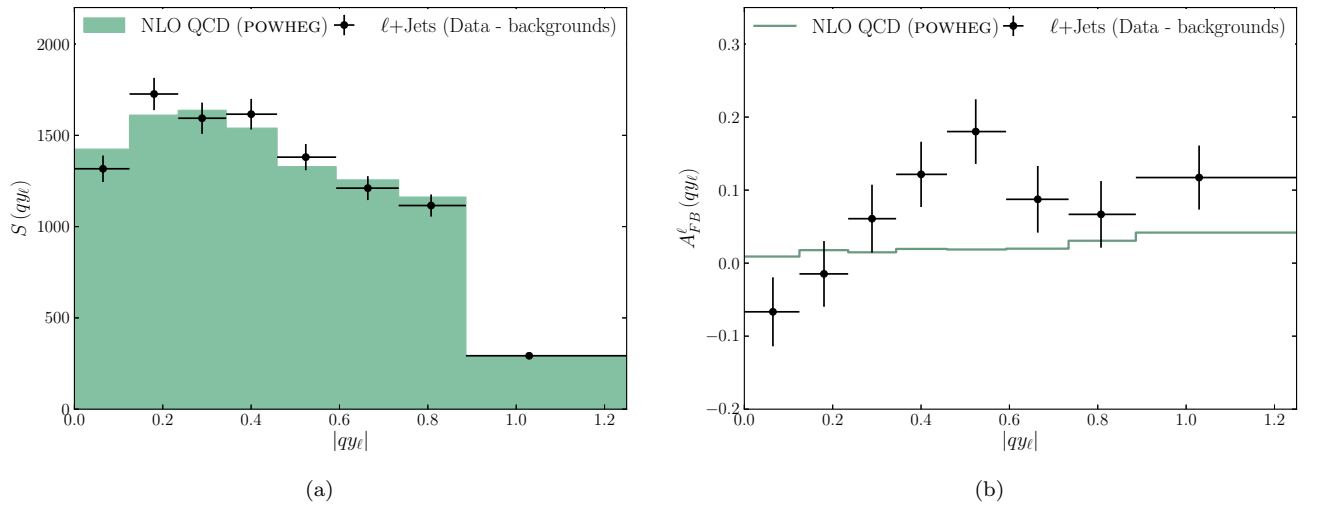 NLO QCD (POWHEG) ℓ+Jets (Data - backgrounds)
2000
1500
1000
500
0
S (qyℓ)
0.0 0.2 0.4 0.6 0.8 1.0 1.2
|qyℓ|
(a)
NLO QCD (POWHEG) ℓ+Jets (Data - backgrounds)
0.3
0.2
0.1
0.0
−0.1
−0.2
A^ℓ_FB (qyℓ)
0.0 0.2 0.4 0.6 0.8 1.0 1.2
|qyℓ|
(b)